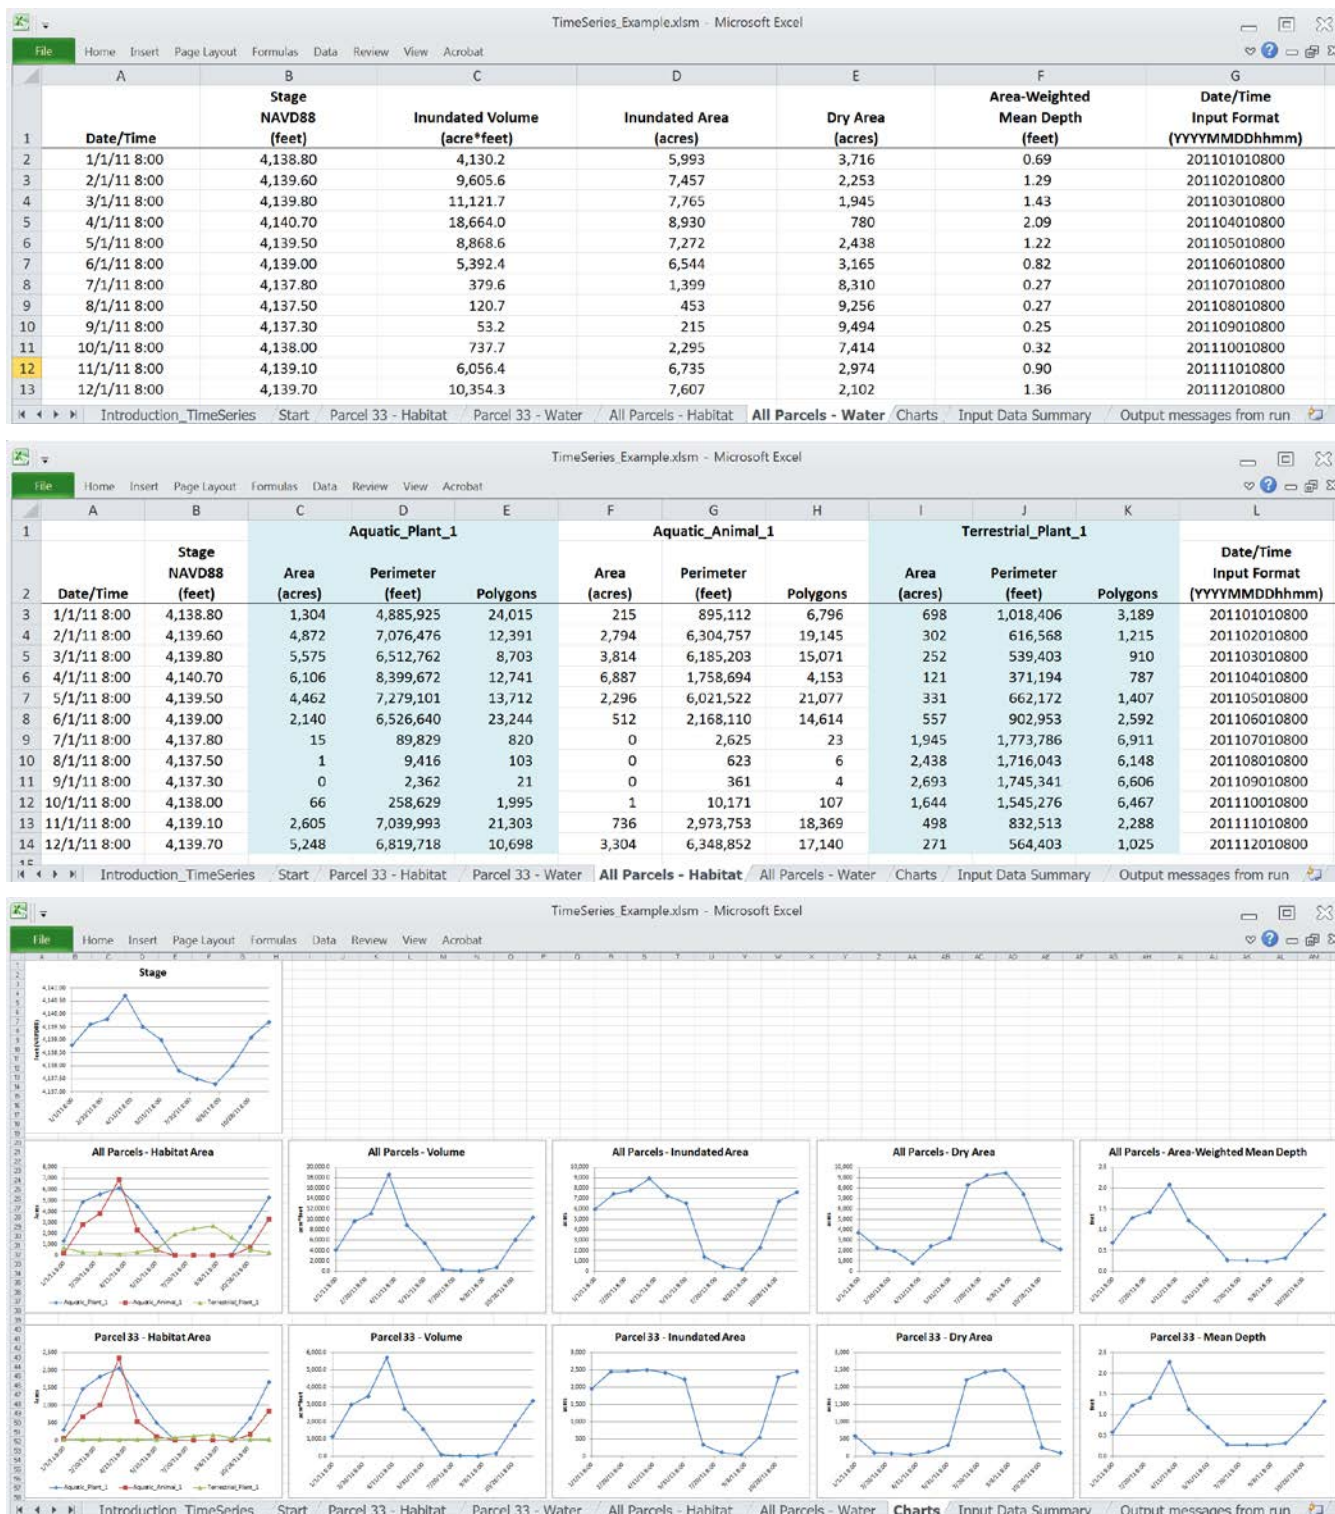 TimeSeries_Example.xlsm - Microsoft Excel
File Home Insert Page Layout Formulas Data Review View Acrobat
A B C D E F G
Stage Area-Weighted Date/Time
NAVD88 Inundated Volume Inundated Area Dry Area Mean Depth Input Format
1 Date/Time (feet) (acre*feet) (acres) (acres) (feet) (YYYYMMDDhhmm)
2 1/1/11 8:00 4,138.80 4,130.2 5,993 3,716 0.69 201101010800
3 2/1/11 8:00 4,139.60 9,605.6 7,457 2,253 1.29 201102010800
4 3/1/11 8:00 4,139.80 11,121.7 7,765 1,945 1.43 201103010800
5 4/1/11 8:00 4,140.70 18,664.0 8,930 780 2.09 201104010800
6 5/1/11 8:00 4,139.50 8,868.6 7,272 2,438 1.22 201105010800
7 6/1/11 8:00 4,139.00 5,392.4 6,544 3,165 0.82 201106010800
8 7/1/11 8:00 4,137.80 379.6 1,399 8,310 0.27 201107010800
9 8/1/11 8:00 4,137.50 120.7 453 9,256 0.27 201108010800
10 9/1/11 8:00 4,137.30 53.2 215 9,494 0.25 201109010800
11 10/1/11 8:00 4,138.00 737.7 2,295 7,414 0.32 201110010800
12 11/1/11 8:00 4,139.10 6,056.4 6,735 2,974 0.90 201111010800
13 12/1/11 8:00 4,139.70 10,354.3 7,607 2,102 1.36 201112010800
Introduction_TimeSeries Start Parcel 33 - Habitat Parcel 33 - Water All Parcels - Habitat All Parcels - Water Charts Input Data Summary Output messages from run
TimeSeries_Example.xlsm - Microsoft Excel
File Home Insert Page Layout Formulas Data Review View Acrobat
A B C D E F G H I J K L
1 Aquatic_Plant_1 Aquatic_Animal_1 Terrestrial_Plant_1
Stage Date/Time
NAVD88 Area Perimeter Area Perimeter Area Perimeter Input Format
2 Date/Time (feet) (acres) (feet) Polygons (acres) (feet) Polygons (acres) (feet) Polygons (YYYYMMDDhhmm)
3 1/1/11 8:00 4,138.80 1,304 4,885,925 24,015 215 895,112 6,796 698 1,018,406 3,189 201101010800
4 2/1/11 8:00 4,139.60 4,872 7,076,476 12,391 2,794 6,304,757 19,145 302 616,568 1,215 201102010800
5 3/1/11 8:00 4,139.80 5,575 6,512,762 8,703 3,814 6,185,203 15,071 252 539,403 910 201103010800
6 4/1/11 8:00 4,140.70 6,106 8,399,672 12,741 6,887 1,758,694 4,153 121 371,194 787 201104010800
7 5/1/11 8:00 4,139.50 4,462 7,279,101 13,712 2,296 6,021,522 21,077 331 662,172 1,407 201105010800
8 6/1/11 8:00 4,139.00 2,140 6,526,640 23,244 512 2,168,110 14,614 557 902,953 2,592 201106010800
9 7/1/11 8:00 4,137.80 15 89,829 820 0 2,625 23 1,945 1,773,786 6,911 201107010800
10 8/1/11 8:00 4,137.50 1 9,416 103 0 623 6 2,438 1,716,043 6,148 201108010800
11 9/1/11 8:00 4,137.30 0 2,362 21 0 361 4 2,693 1,745,341 6,606 201109010800
12 10/1/11 8:00 4,138.00 66 258,629 1,995 1 10,171 107 1,644 1,545,276 6,467 201110010800
13 11/1/11 8:00 4,139.10 2,605 7,039,993 21,303 736 2,973,753 18,369 498 832,513 2,288 201111010800
14 12/1/11 8:00 4,139.70 5,248 6,819,718 10,698 3,304 6,348,852 17,140 271 564,403 1,025 201112010800
15
Introduction_TimeSeries Start Parcel 33 - Habitat Parcel 33 - Water All Parcels - Habitat All Parcels - Water Charts Input Data Summary Output messages from run
TimeSeries_Example.xlsm - Microsoft Excel
File Home Insert Page Layout Formulas Data Review View Acrobat
Stage
All Parcels - Habitat Area
Aquatic_Plant_1 Aquatic_Animal_1 Terrestrial_Plant_1
All Parcels - Volume
All Parcels - Inundated Area
All Parcels - Dry Area
All Parcels - Area-Weighted Mean Depth
Parcel 33 - Habitat Area
Aquatic_Plant_1 Aquatic_Animal_1 Terrestrial_Plant_1
Parcel 33 - Volume
Parcel 33 - Inundated Area
Parcel 33 - Dry Area
Parcel 33 - Mean Depth
Introduction_TimeSeries Start Parcel 33 - Habitat Parcel 33 - Water All Parcels - Habitat All Parcels - Water Charts Input Data Summary Output messages from run